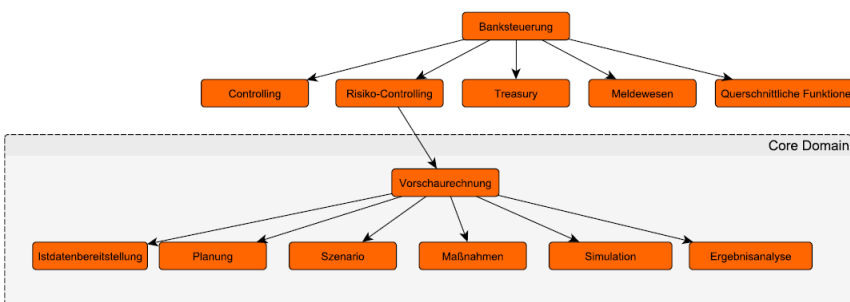 Banksteuerung
Controlling
Risiko-Controlling
Treasury
Meldewesen
Querschnittliche Funktione
Core Domain
Vorschaurechnung
Istdatenbereitstellung
Planung
Szenario
Maßnahmen
Simulation
Ergebnisanalyse